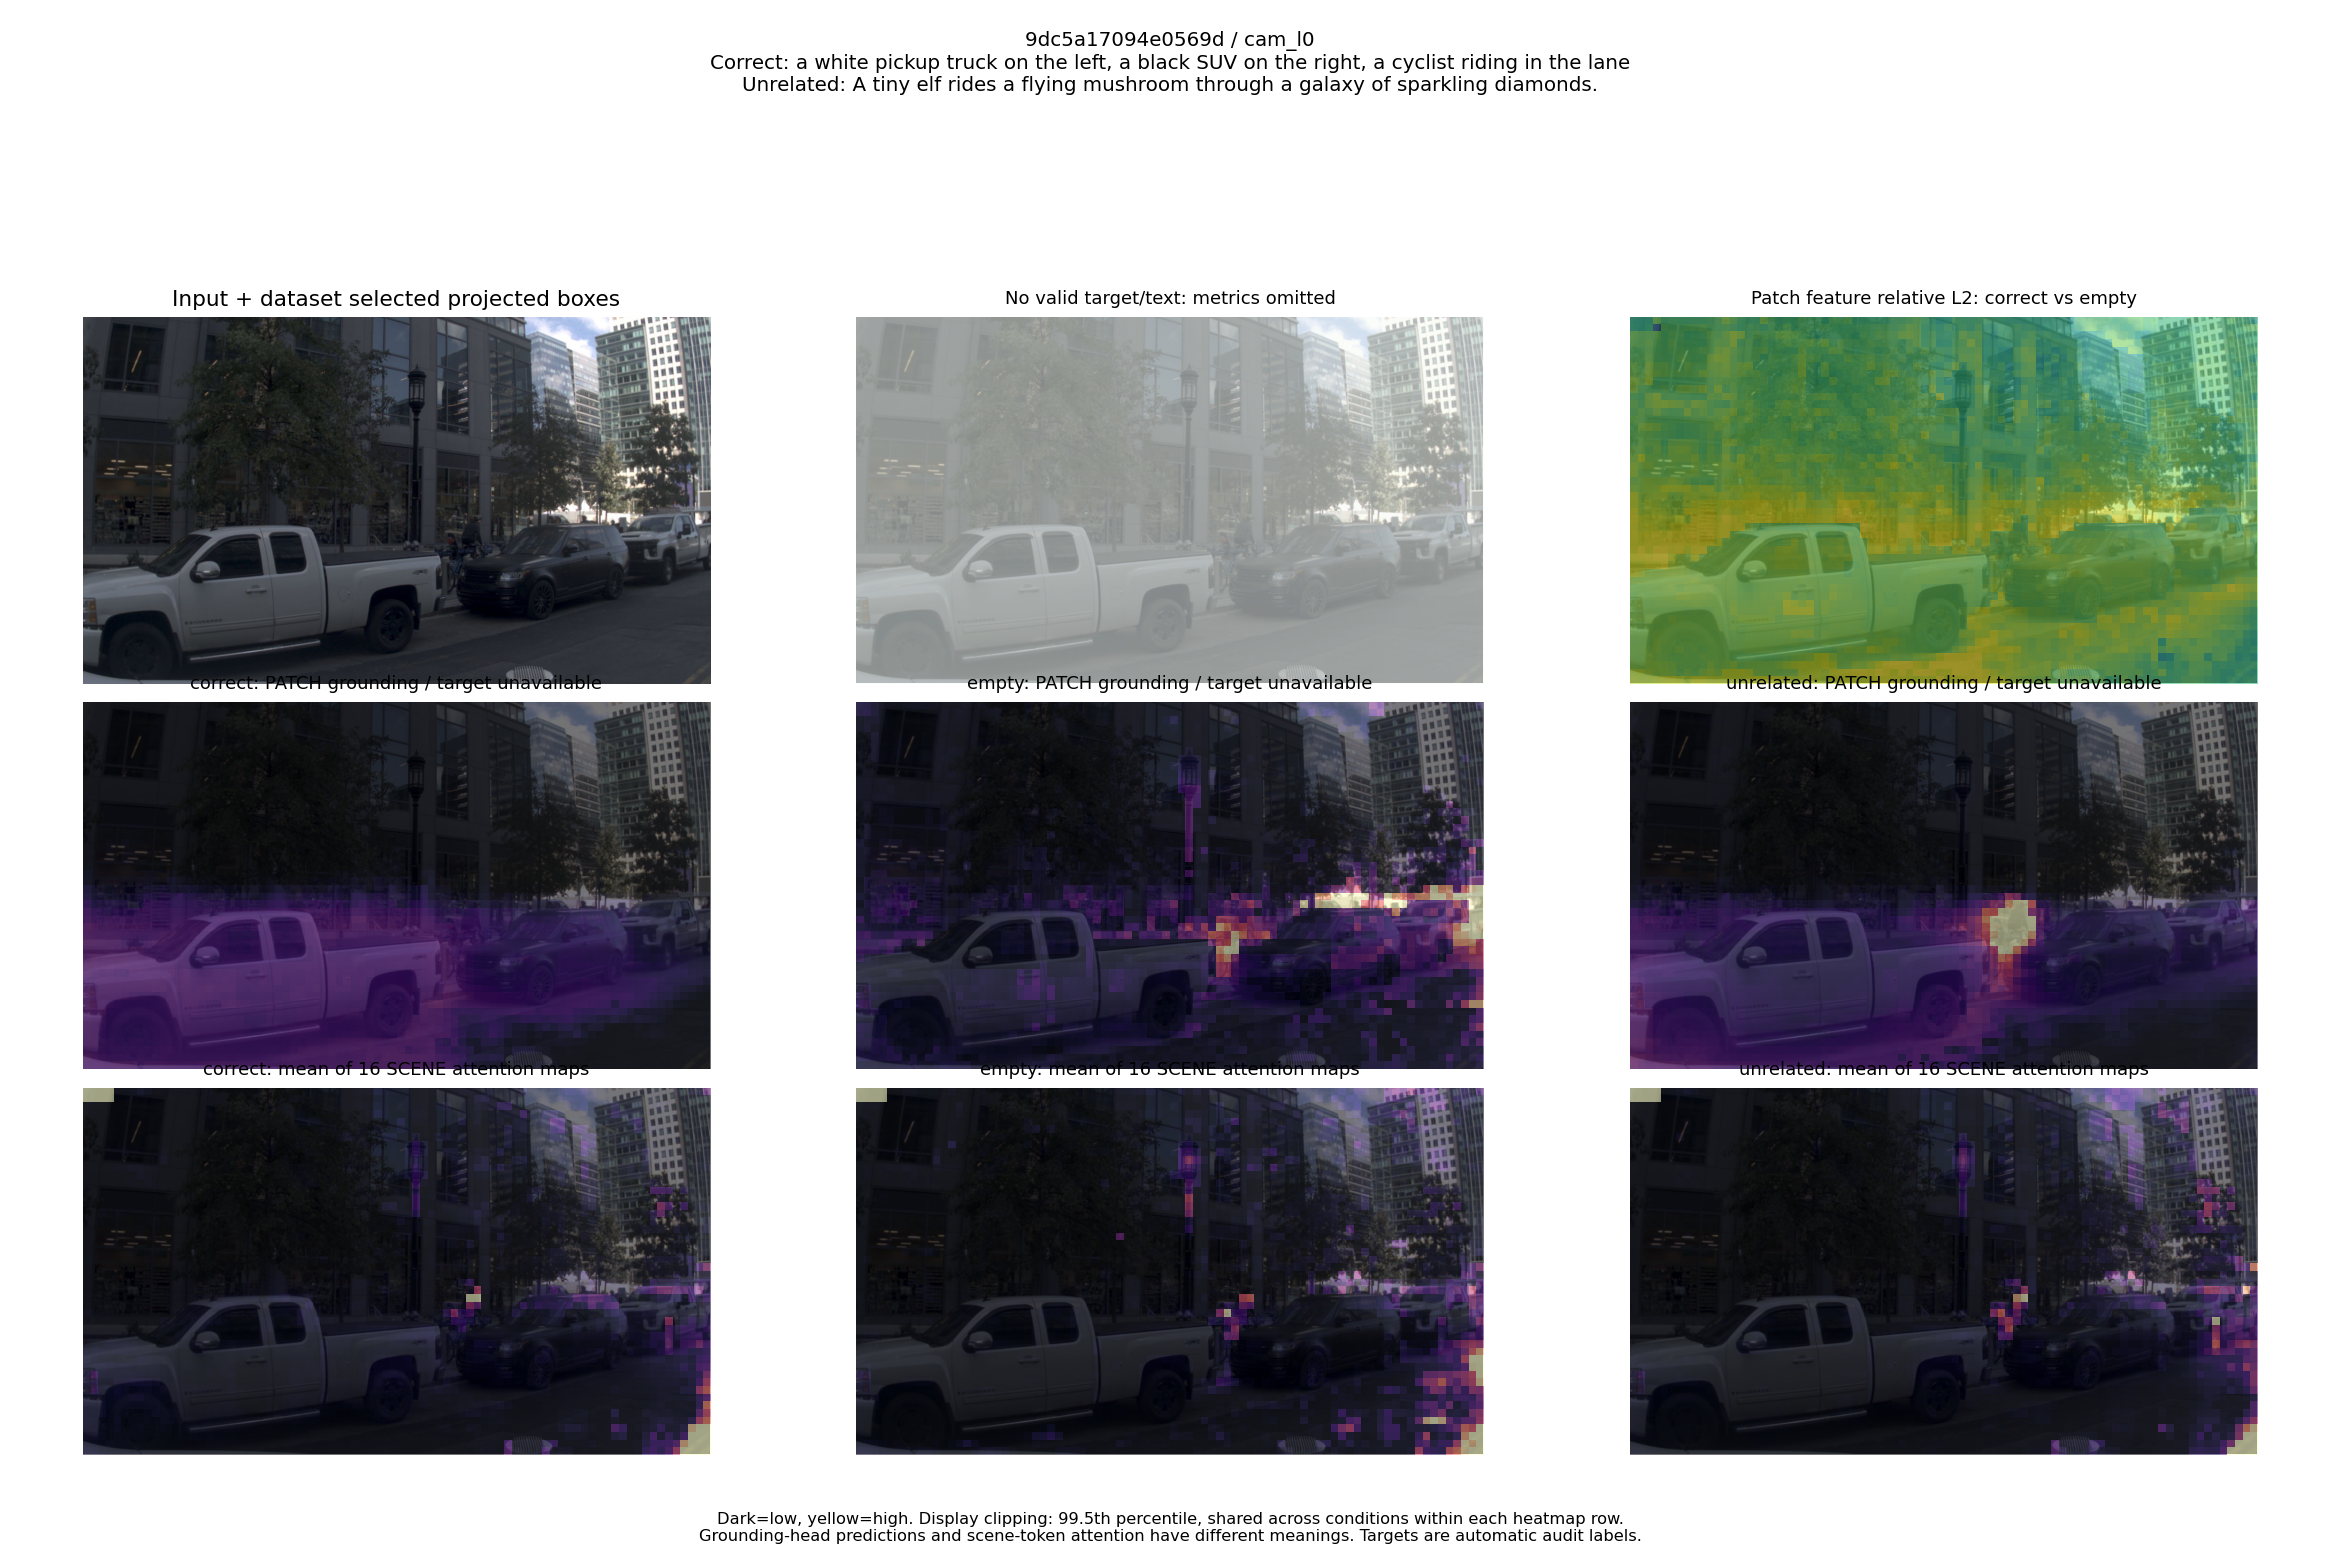 9dc5a17094e0569d / cam_l0
Correct: a white pickup truck on the left, a black SUV on the right, a cyclist riding in the lane
Unrelated: A tiny elf rides a flying mushroom through a galaxy of sparkling diamonds.
Input + dataset selected projected boxes
No valid target/text: metrics omitted
Patch feature relative L2: correct vs empty
correct: PATCH grounding / target unavailable
empty: PATCH grounding / target unavailable
unrelated: PATCH grounding / target unavailable
correct: mean of 16 SCENE attention maps
empty: mean of 16 SCENE attention maps
unrelated: mean of 16 SCENE attention maps
Dark=low, yellow=high. Display clipping: 99.5th percentile, shared across conditions within each heatmap row.
Grounding-head predictions and scene-token attention have different meanings. Targets are automatic audit labels.